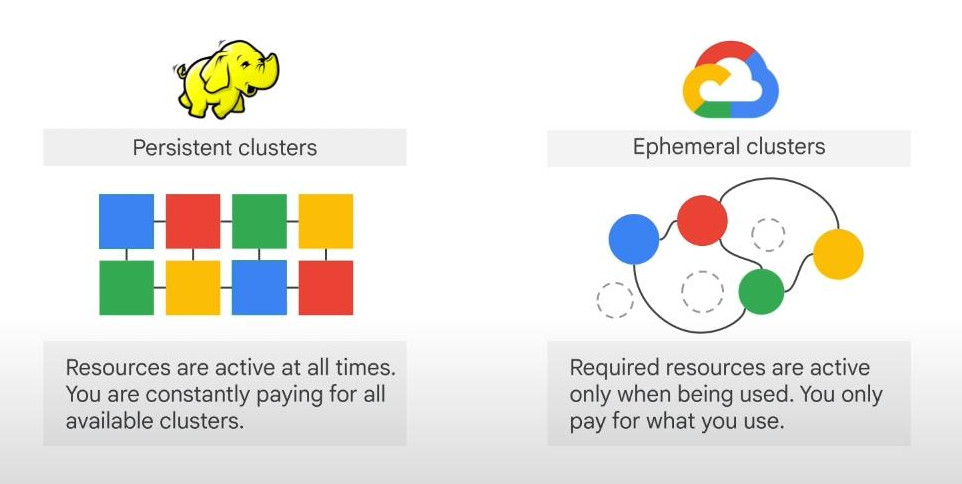 Persistent clusters
Resources are active at all times.
You are constantly paying for all
available clusters.
Ephemeral clusters
Required resources are active
only when being used. You only
pay for what you use.